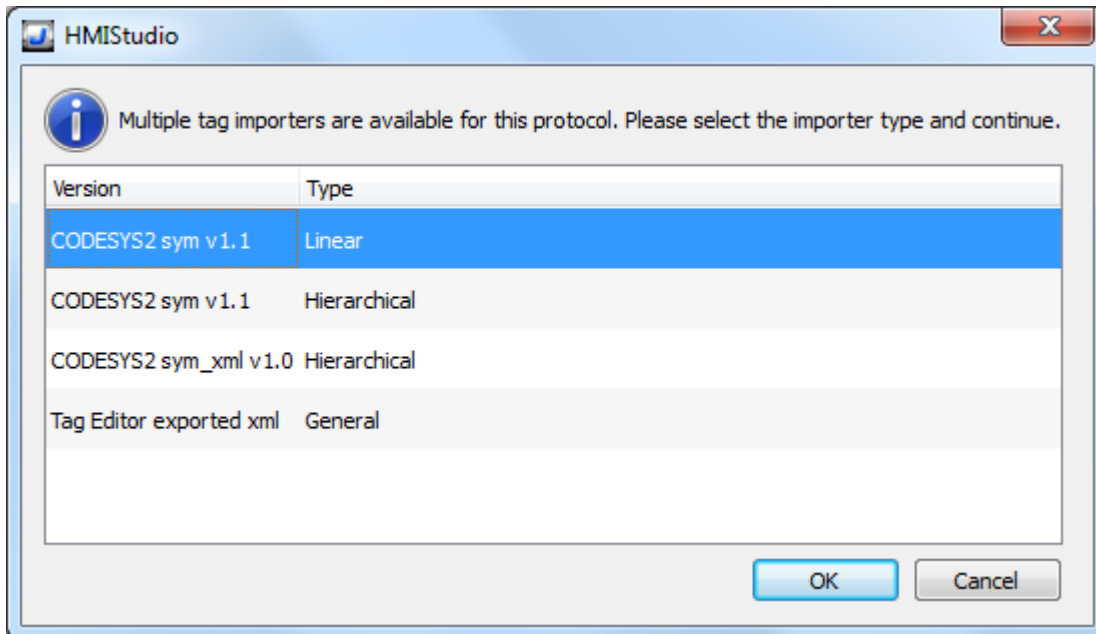 HMIStudio
Multiple tag importers are available for this protocol. Please select the importer type and continue.
Version Type
CODESYS2 sym v1.1 Linear
CODESYS2 sym v1.1 Hierarchical
CODESYS2 sym_xml v1.0 Hierarchical
Tag Editor exported xml General
OK Cancel